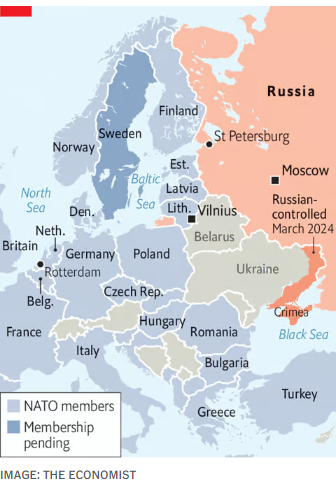 Russia
Finland
Sweden
St Petersburg
Norway
Est.
Moscow
Baltic
Sea
Latvia
Russian-
controlled
March 2024
North
Sea
Den.
Lith.
Vilnius
Neth.
Belarus
Britain
Germany
Poland
Ukraine
Rotterdam
Belg.
Czech Rep.
Crimea
France
Hungary
Romania
Black Sea
Italy
Bulgaria
NATO members
Turkey
Membership
pending
Greece
IMAGE: THE ECONOMIST